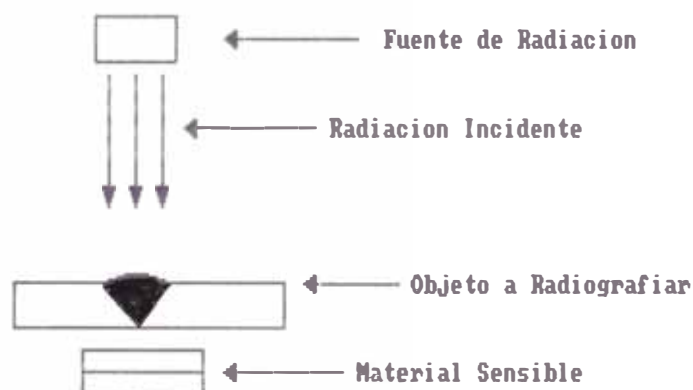 Fuente de Radiacion
Radiacion Incidente
Objeto a Radiografiar
Material Sensible